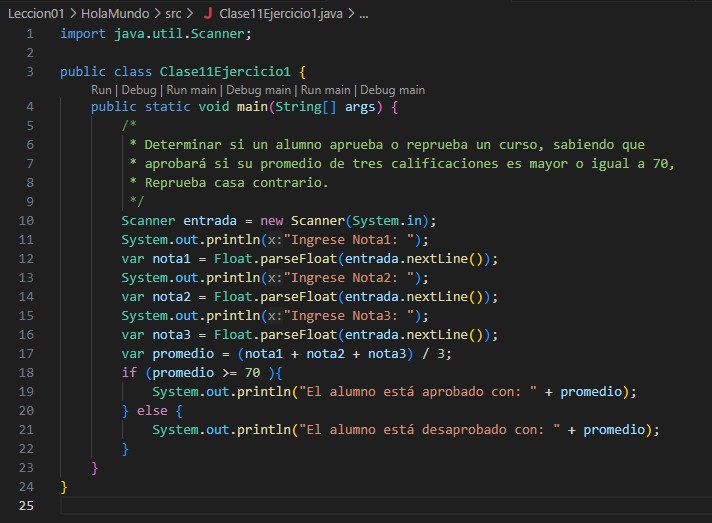 Leccion01 > HolaMundo > src > J Clase11Ejercicio1.java > ...
1 import java.util.Scanner;
2
3 public class Clase11Ejercicio1 {
Run | Debug | Run main | Debug main | Run main | Debug main
4 public static void main(String[] args) {
5 /*
6 * Determinar si un alumno aprueba o reprueba un curso, sabiendo que
7 * aprobará si su promedio de tres calificaciones es mayor o igual a 70,
8 * Reprueba casa contrario.
9 */
10 Scanner entrada = new Scanner(System.in);
11 System.out.println(x:"Ingrese Nota1: ");
12 var nota1 = Float.parseFloat(entrada.nextLine());
13 System.out.println(x:"Ingrese Nota2: ");
14 var nota2 = Float.parseFloat(entrada.nextLine());
15 System.out.println(x:"Ingrese Nota3: ");
16 var nota3 = Float.parseFloat(entrada.nextLine());
17 var promedio = (nota1 + nota2 + nota3) / 3;
18 if (promedio >= 70 ){
19 System.out.println("El alumno está aprobado con: " + promedio);
20 } else {
21 System.out.println("El alumno está desaprobado con: " + promedio);
22 }
23 }
24 }
25